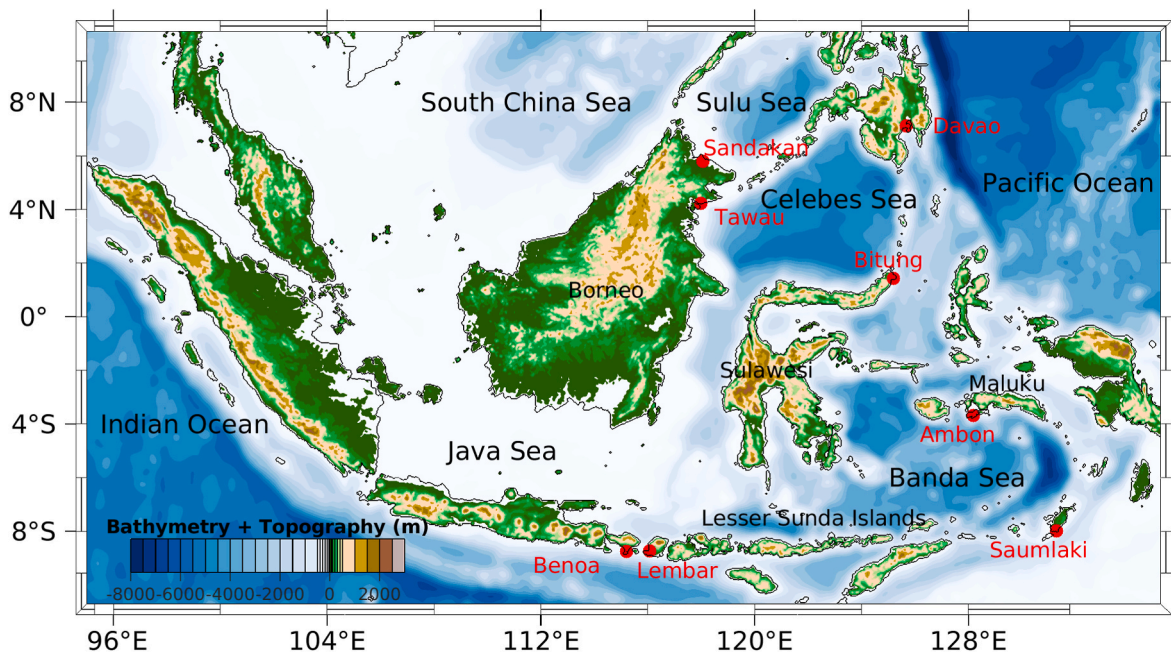 8°N
4°N
0°
4°S
8°S
South China Sea
Sulu Sea
Davao
Sandakan
Pacific Ocean
Celebes Sea
Tawau
Bitung
Borneo
Sulawesi
Maluku
Indian Ocean
Ambon
Java Sea
Banda Sea
Lesser Sunda Islands
Bathymetry + Topography (m)
Saumlaki
Benoa
Lembar
-8000 -6000 -4000 -2000 0 2000
96°E 104°E 112°E 120°E 128°E